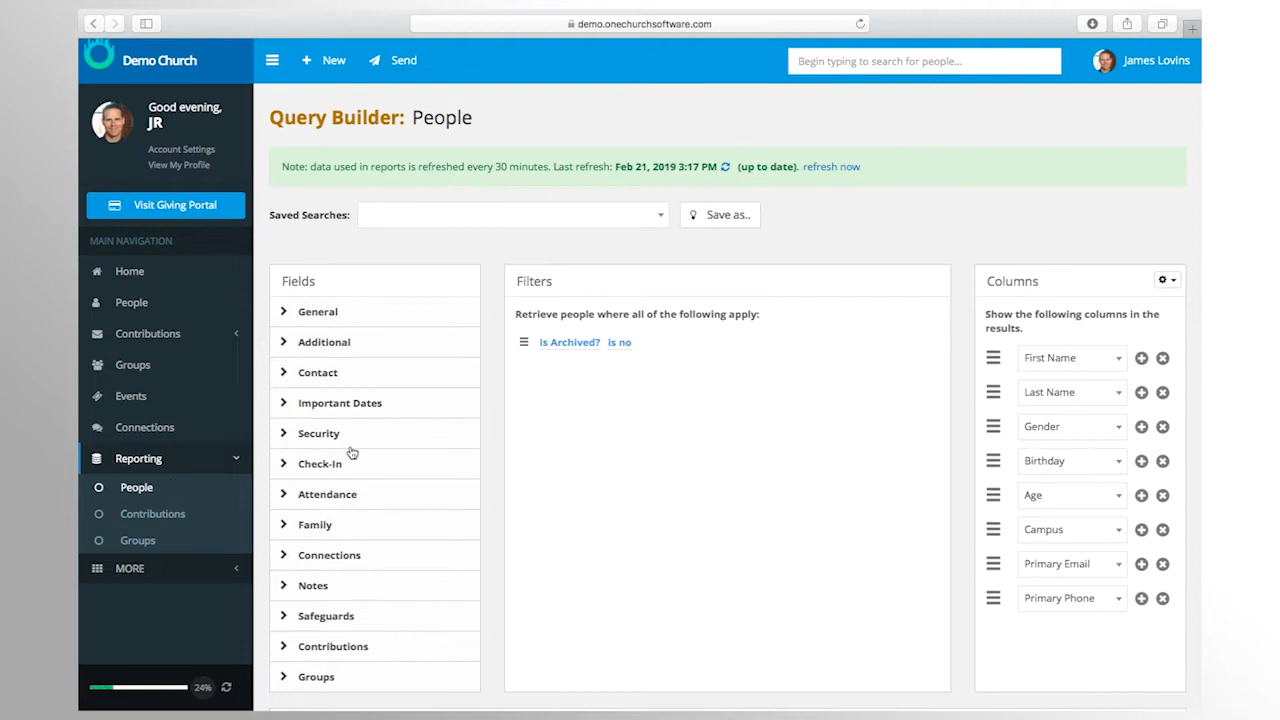 demo.onechurchsoftware.com
Demo Church
New
Send
Begin typing to search for people...
James Lovins
Good evening,
JR
Account Settings
View My Profile
Visit Giving Portal
MAIN NAVIGATION
Home
People
Contributions
Groups
Events
Connections
Reporting
People
Contributions
Groups
MORE
24%
Query Builder: People
Note: data used in reports is refreshed every 30 minutes. Last refresh: Feb 21, 2019 3:17 PM (up to date). refresh now
Saved Searches:
Save as..
Fields
General
Additional
Contact
Important Dates
Security
Check-In
Attendance
Family
Connections
Notes
Safeguards
Contributions
Groups
Filters
Retrieve people where all of the following apply:
Is Archived? is no
Columns
Show the following columns in the
results.
First Name
Last Name
Gender
Birthday
Age
Campus
Primary Email
Primary Phone